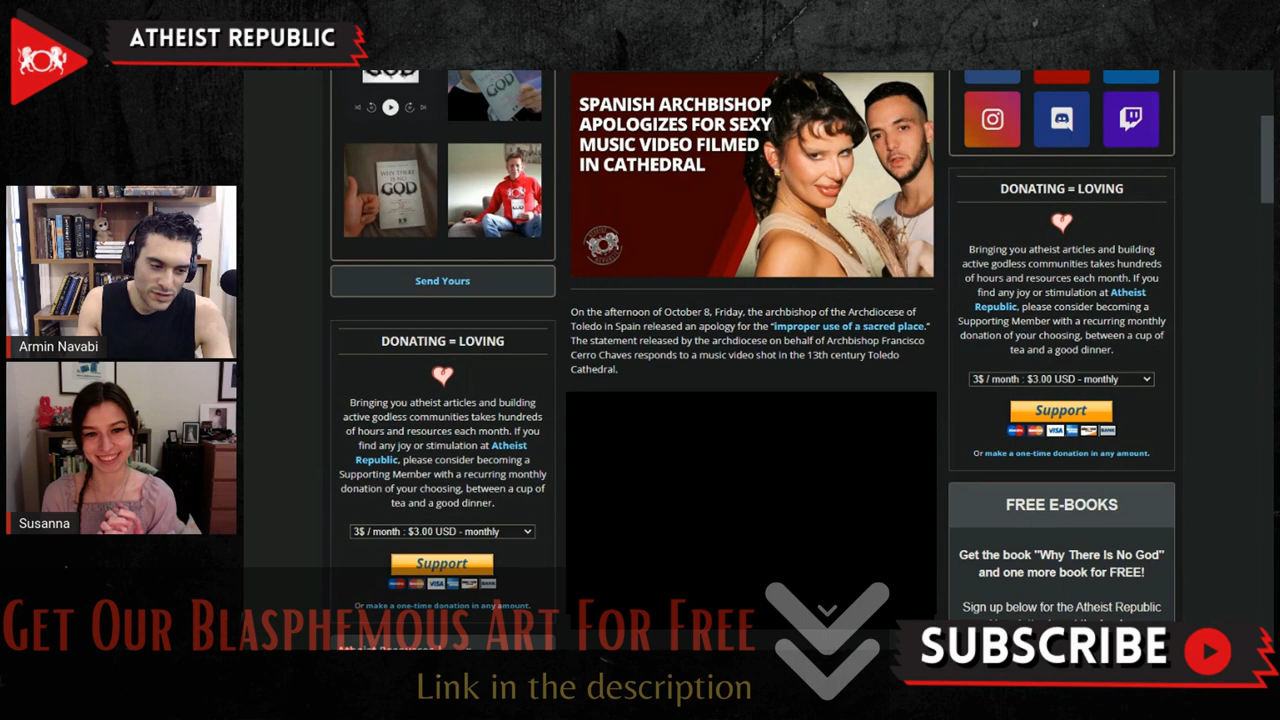 ATHEIST REPUBLIC
GOD
GOD
WHY THERE
IS NO
GOD
Send Yours
DONATING = LOVING
Bringing you atheist articles and building
active godless communities takes hundreds
of hours and resources each month. If you
find any joy or stimulation at Atheist
Republic, please consider becoming a
Supporting Member with a recurring monthly
donation of your choosing, between a cup of
tea and a good dinner.
3$ / month : $3.00 USD - monthly
Support
VISA
BANK
Or make a one-time donation in any amount.
SPANISH ARCHBISHOP
APOLOGIZES FOR SEXY
MUSIC VIDEO FILMED
IN CATHEDRAL
On the afternoon of October 8, Friday, the archbishop of the Archdiocese of
Toledo in Spain released an apology for the “improper use of a sacred place.”
The statement released by the archdiocese on behalf of Archbishop Francisco
Cerro Chaves responds to a music video shot in the 13th century Toledo
Cathedral.
DONATING = LOVING
Bringing you atheist articles and building
active godless communities takes hundreds
of hours and resources each month. If you
find any joy or stimulation at Atheist
Republic, please consider becoming a
Supporting Member with a recurring monthly
donation of your choosing, between a cup of
tea and a good dinner.
3$ / month : $3.00 USD - monthly
Support
VISA
BANK
Or make a one-time donation in any amount.
FREE E-BOOKS
Get the book "Why There Is No God"
and one more book for FREE!
Sign up below for the Atheist Republic
Armin Navabi
Susanna
GET OUR BLASPHEMOUS ART FOR FREE
Link in the description
SUBSCRIBE